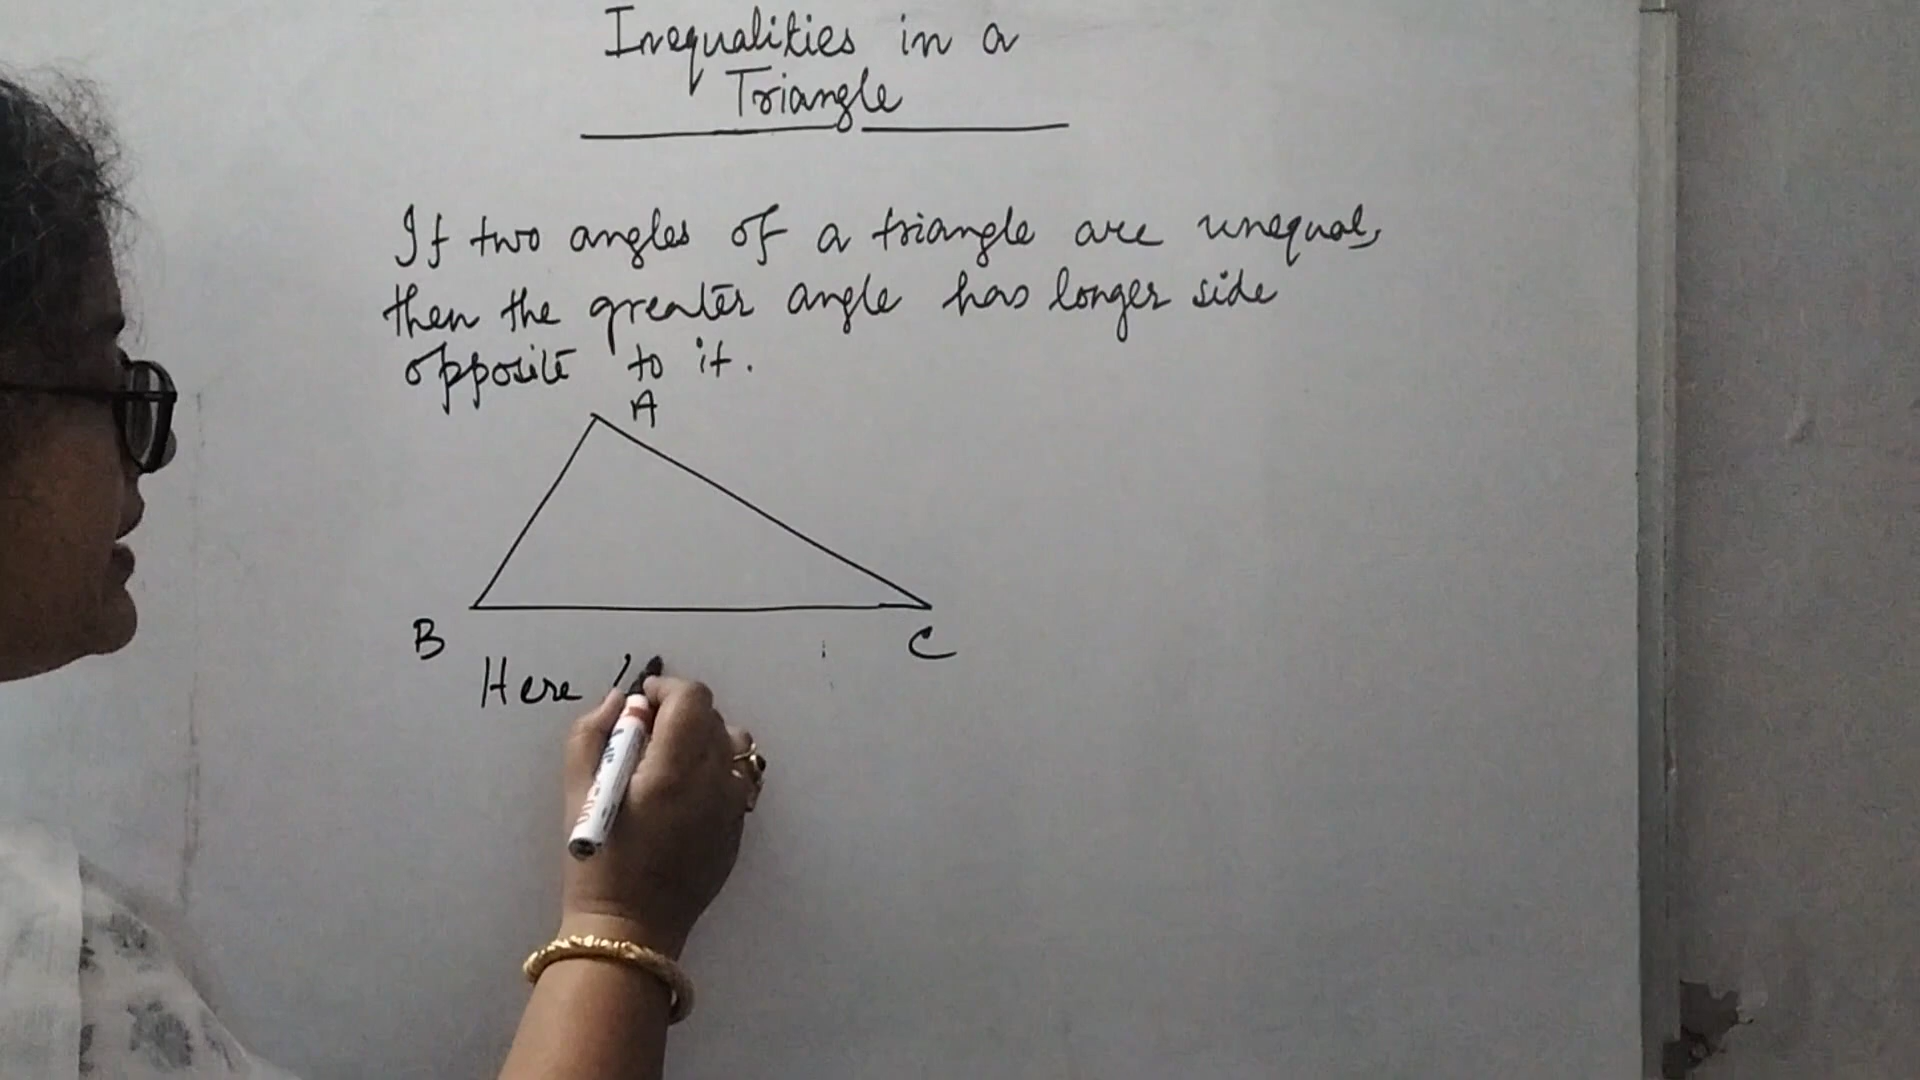 Inequalities in a
Triangle
If two angles of a triangle are unequal,
then the greater angle has longer side
opposite to it.
A
B
C
Here